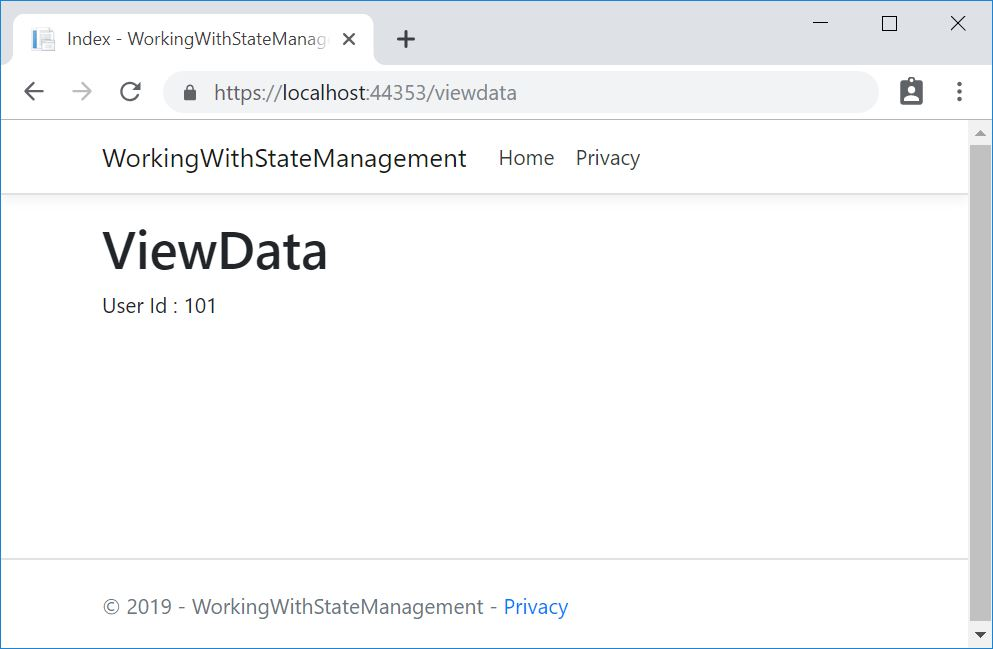 Index - WorkingWithStateManag
https://localhost:44353/viewdata
WorkingWithStateManagement Home Privacy
ViewData
User Id : 101
© 2019 - WorkingWithStateManagement - Privacy